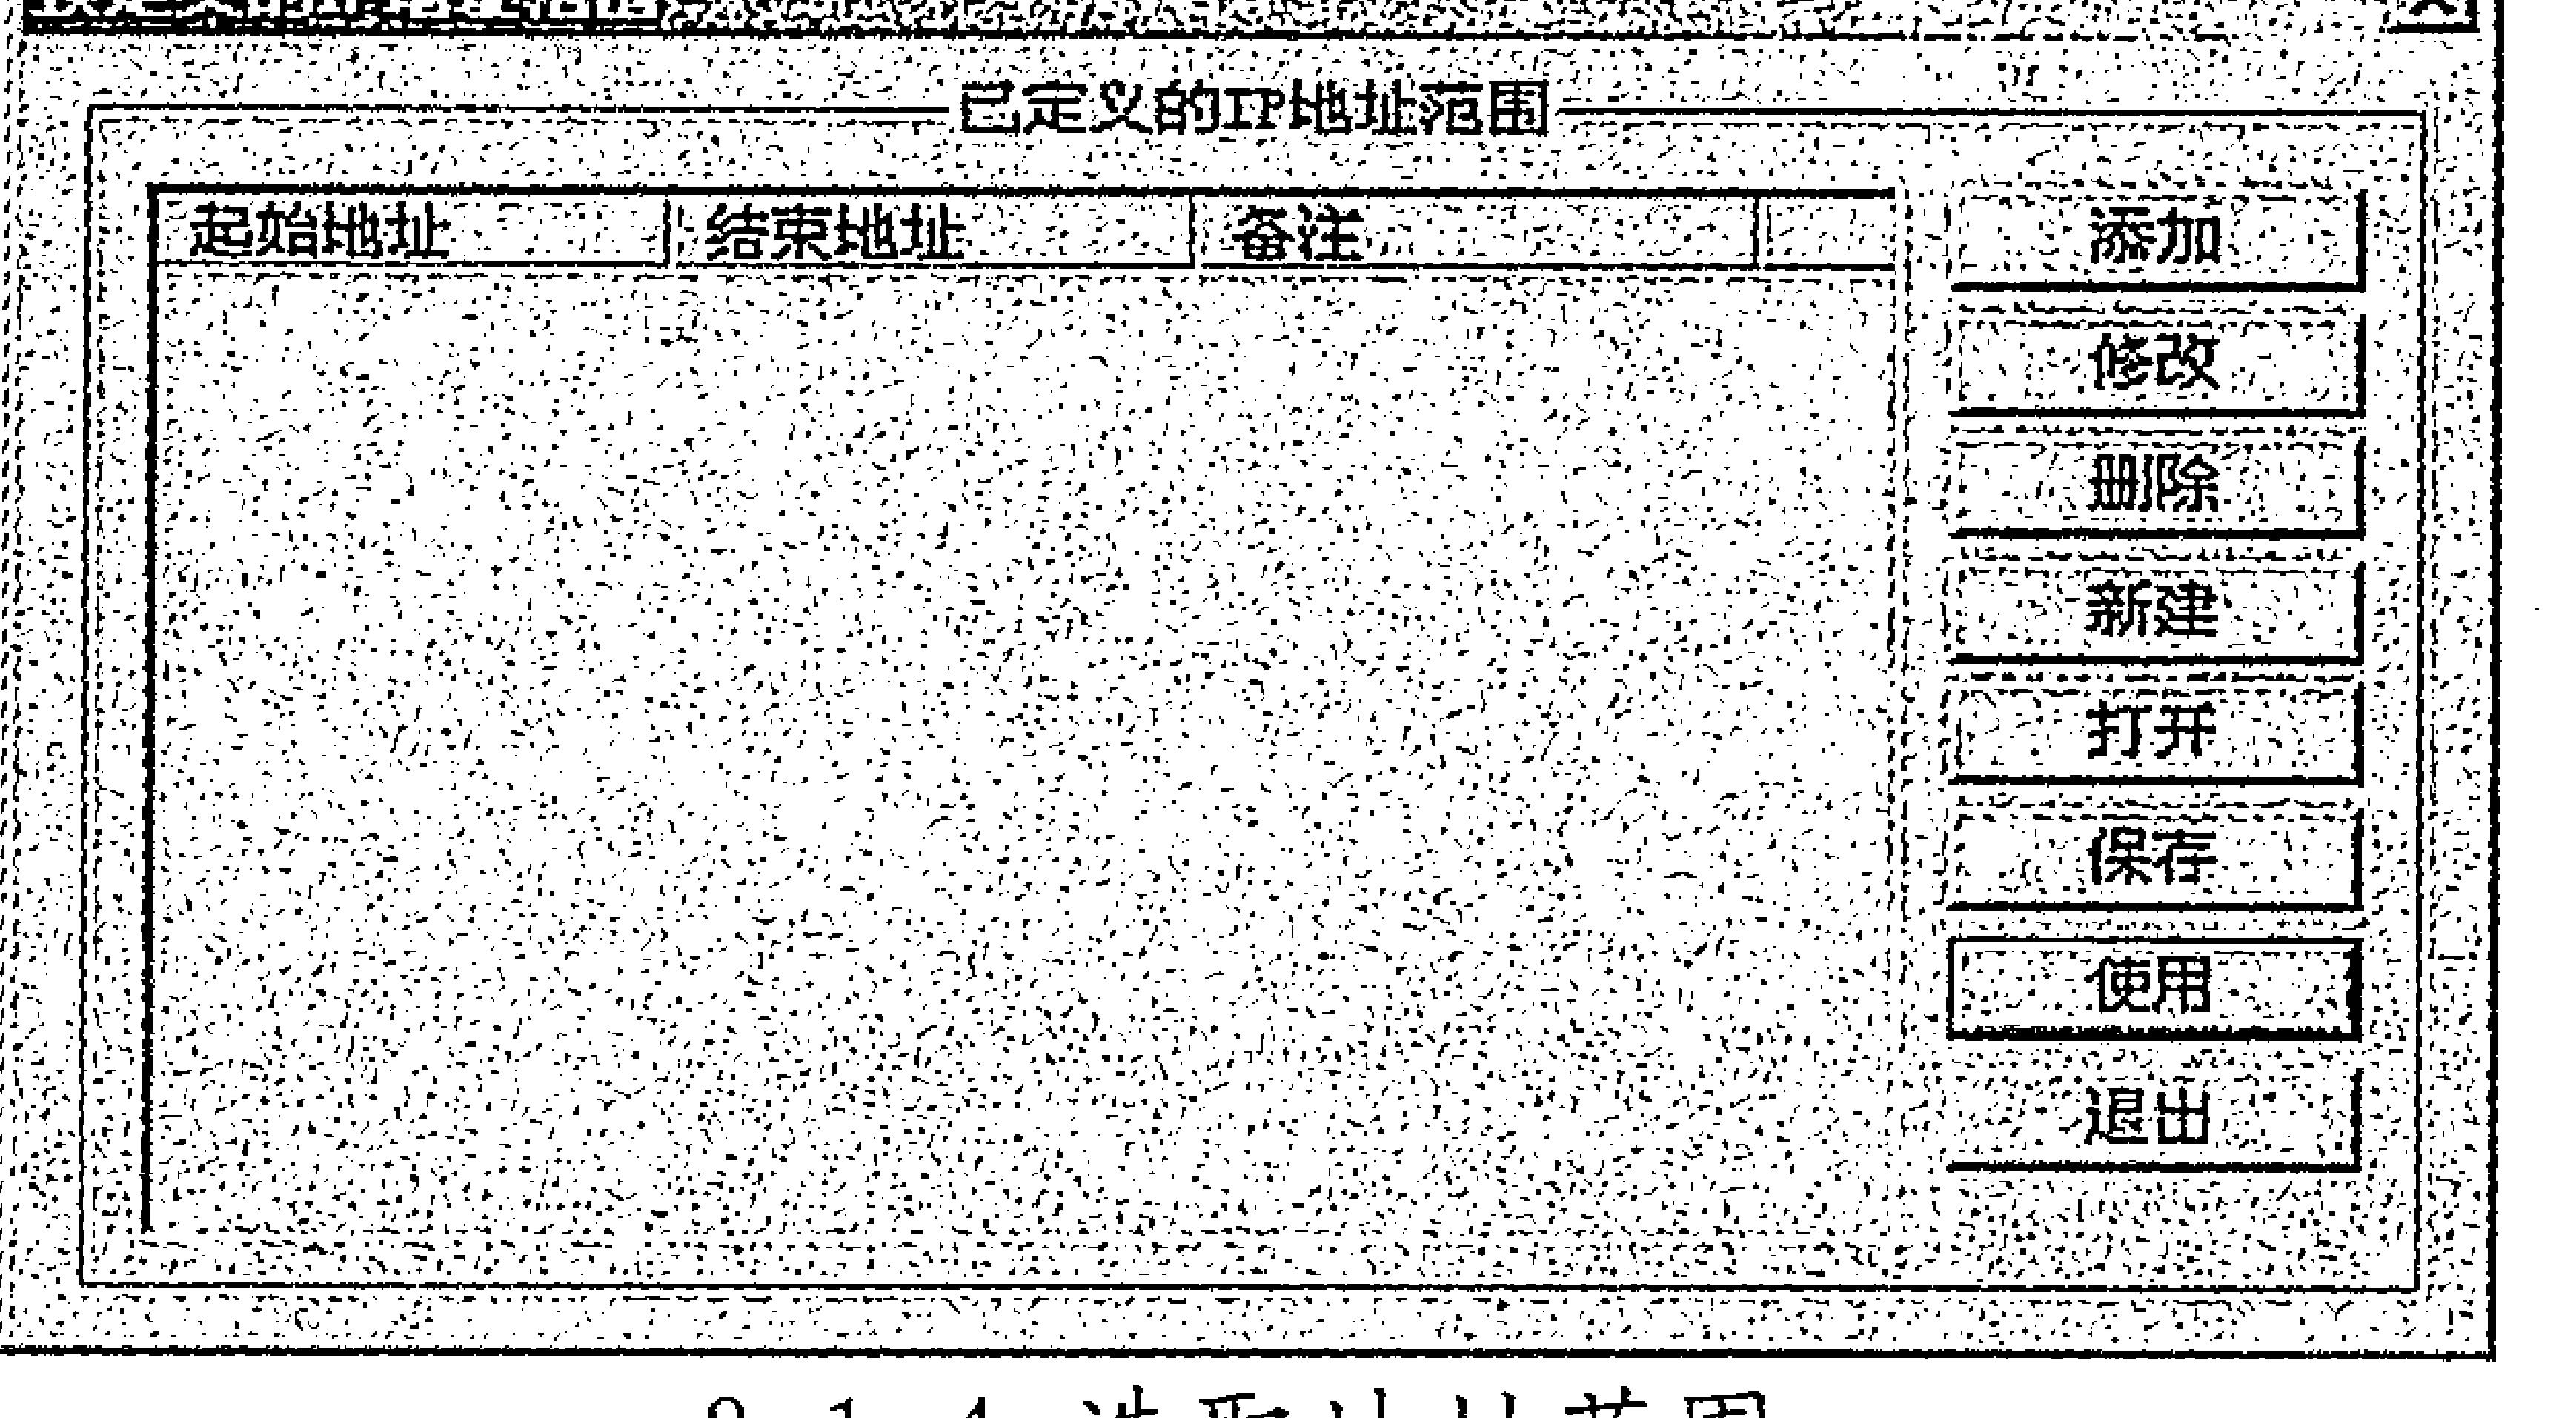 已定义的IP地址范围
起始地址 结束地址 备注
添加
修改
删除
新建
打开
保存
使用
退出